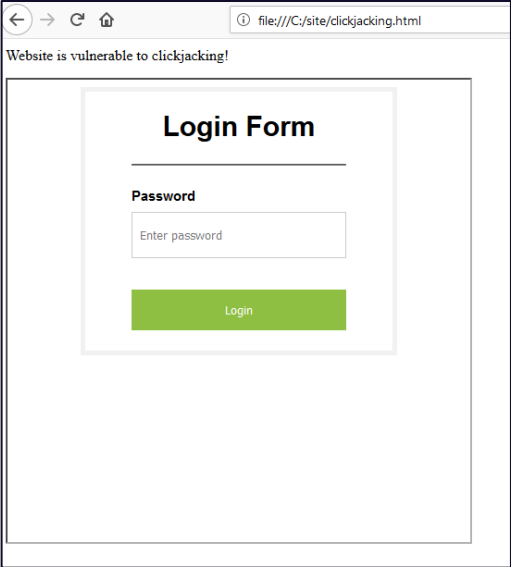 file:///C:/site/clickjacking.html
Website is vulnerable to clickjacking!
Login Form
Password
Enter password
Login